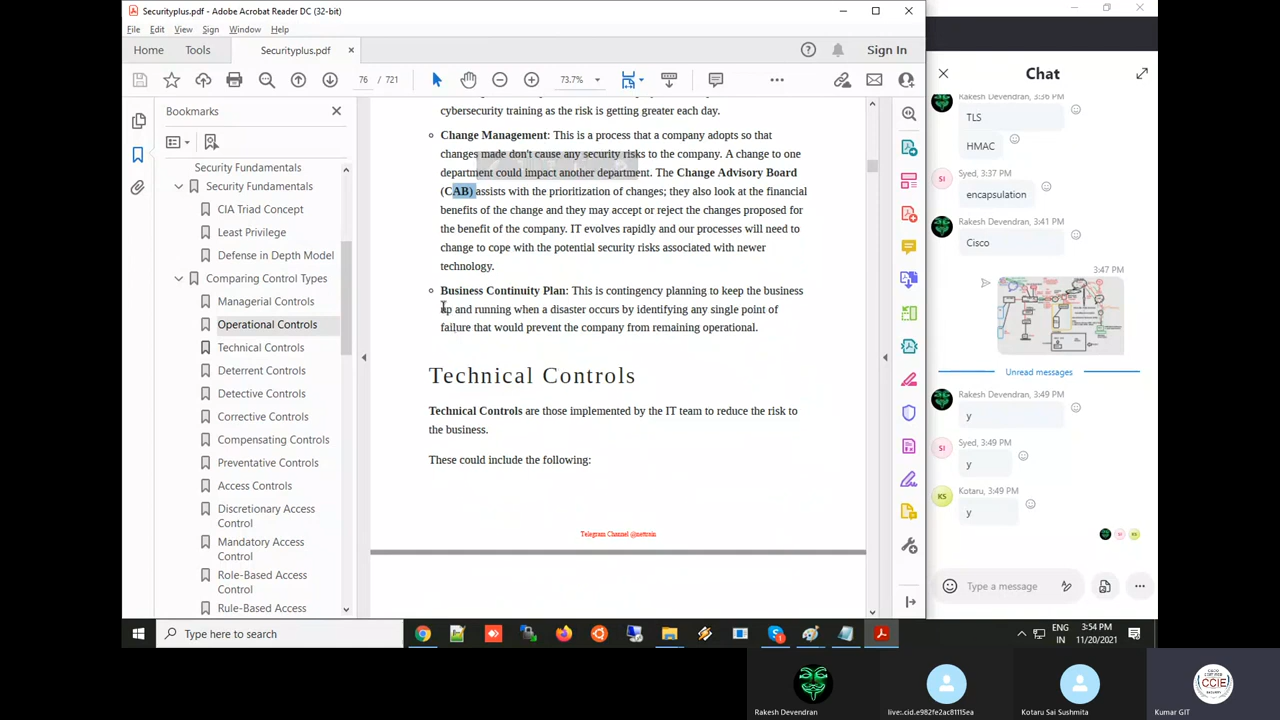 Securityplus.pdf - Adobe Acrobat Reader DC (32-bit)
File Edit View Sign Window Help
Home Tools Securityplus.pdf Sign In
76 / 721 73.7%
Bookmarks
Security Fundamentals
Security Fundamentals
CIA Triad Concept
Least Privilege
Defense in Depth Model
Comparing Control Types
Managerial Controls
Operational Controls
Technical Controls
Deterrent Controls
Detective Controls
Corrective Controls
Compensating Controls
Preventative Controls
Access Controls
Discretionary Access
Control
Mandatory Access
Control
Role-Based Access
Control
Rule-Based Access
cybersecurity training as the risk is getting greater each day.
Change Management: This is a process that a company adopts so that
changes made don't cause any security risks to the company. A change to one
department could impact another department. The Change Advisory Board
(CAB) assists with the prioritization of changes; they also look at the financial
benefits of the change and they may accept or reject the changes proposed for
the benefit of the company. IT evolves rapidly and our processes will need to
change to cope with the potential security risks associated with newer
technology.
Business Continuity Plan: This is contingency planning to keep the business
up and running when a disaster occurs by identifying any single point of
failure that would prevent the company from remaining operational.
Technical Controls
Technical Controls are those implemented by the IT team to reduce the risk to
the business.
These could include the following:
Telegram Channel @nettrain
Chat
Rakesh Devendran, 3:36 PM
TLS
HMAC
Syed, 3:37 PM
SI
encapsulation
Rakesh Devendran, 3:41 PM
Cisco
3:47 PM
Unread messages
Rakesh Devendran, 3:49 PM
y
Syed, 3:49 PM
SI
y
Kotaru, 3:49 PM
KS
y
SI KS
Type a message
Type here to search
ENG
IN
3:54 PM
11/20/2021
Rakesh Devendran
live:.cid.e982fe2ac81115ea
Kotaru Sai Sushmita
CCIE
Kumar GIT